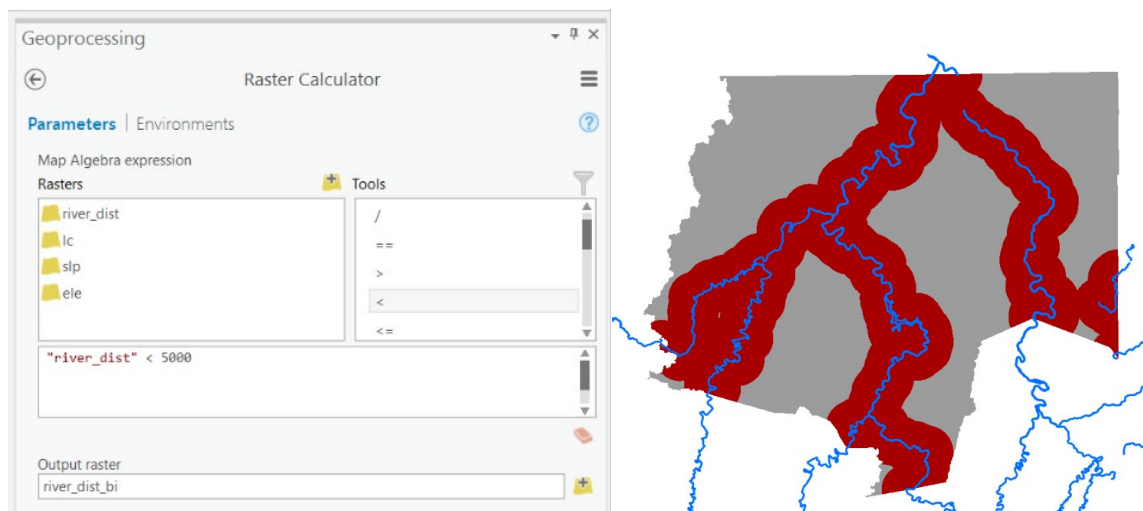 Geoprocessing
Raster Calculator
Parameters | Environments
Map Algebra expression
Rasters
Tools
river_dist
lc
slp
ele
/
==
>
<
<=
"river_dist" < 5000
Output raster
river_dist_bi